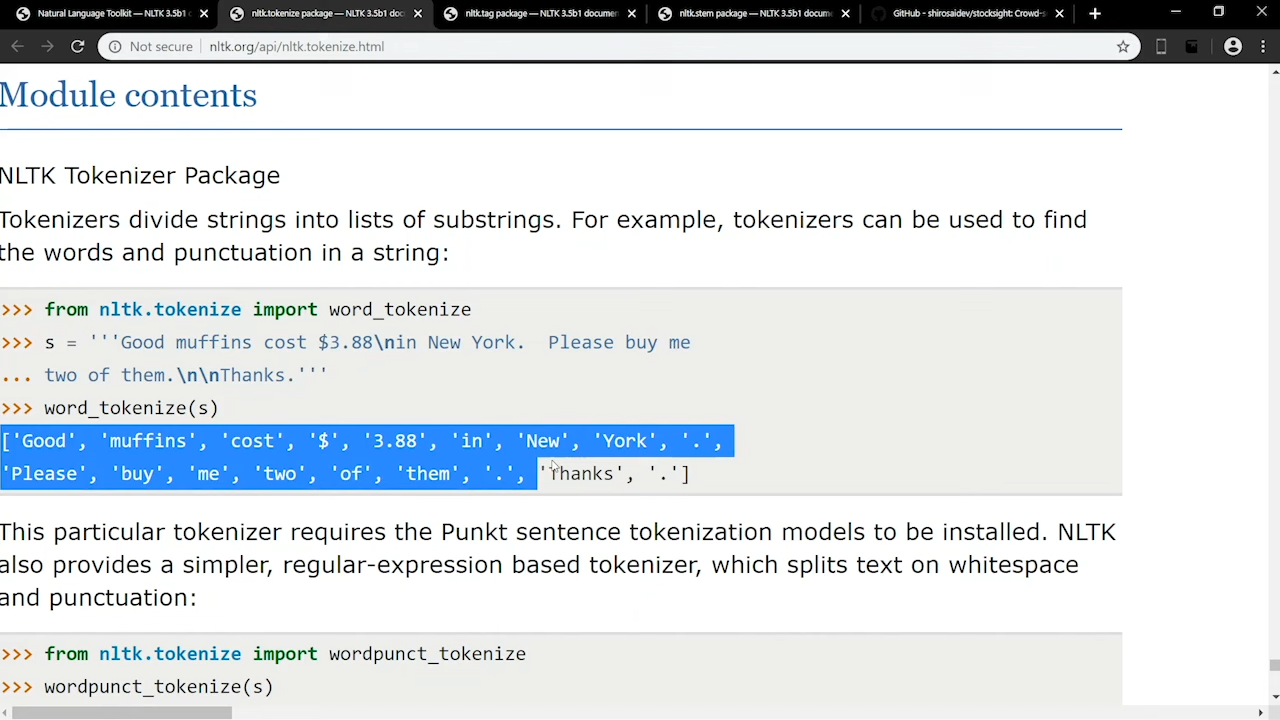 Natural Language Toolkit — NLTK 3.5b1
nltk.tokenize package — NLTK 3.5b1 doc
nltk.tag package — NLTK 3.5b1 documen
nltk.stem package — NLTK 3.5b1 docum
GitHub - shirosaidev/stocksight: Crowd-s
Not secure
nltk.org/api/nltk.tokenize.html
Module contents
NLTK Tokenizer Package
Tokenizers divide strings into lists of substrings. For example, tokenizers can be used to find
the words and punctuation in a string:
>>> from nltk.tokenize import word_tokenize
>>> s = '''Good muffins cost $3.88\nin New York.  Please buy me
... two of them.\n\nThanks.'''
>>> word_tokenize(s)
['Good', 'muffins', 'cost', '$', '3.88', 'in', 'New', 'York', '.',
'Please', 'buy', 'me', 'two', 'of', 'them', '.', 'Thanks', '.']
This particular tokenizer requires the Punkt sentence tokenization models to be installed. NLTK
also provides a simpler, regular-expression based tokenizer, which splits text on whitespace
and punctuation:
>>> from nltk.tokenize import wordpunct_tokenize
>>> wordpunct_tokenize(s)